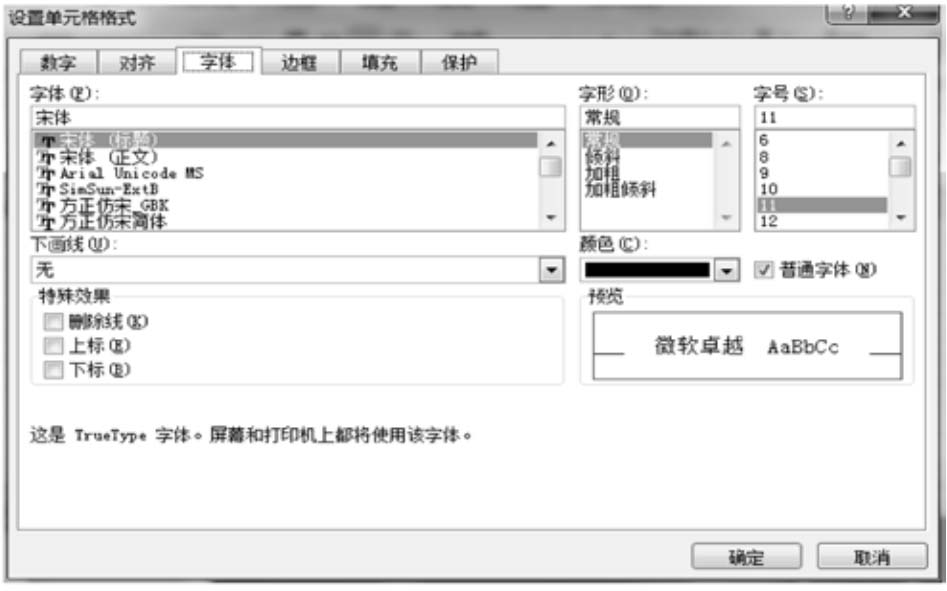 设置单元格格式
数字 对齐 字体 边框 填充 保护
字体(F): 字形(O): 字号(S):
宋体 常规 11
宋体 (标题) 常规 6
宋体 (正文) 倾斜 8
Arial Unicode MS 加粗 9
SimSun-ExtB 加粗倾斜 10
方正仿宋_GBK 11
方正仿宋简体 12
下画线(U): 颜色(C):
无 普通字体(N)
特殊效果 预览
删除线(K)
上标(E)
下标(B)
微软卓越 AaBbCc
这是 TrueType 字体。屏幕和打印机上都将使用该字体。
确定 取消